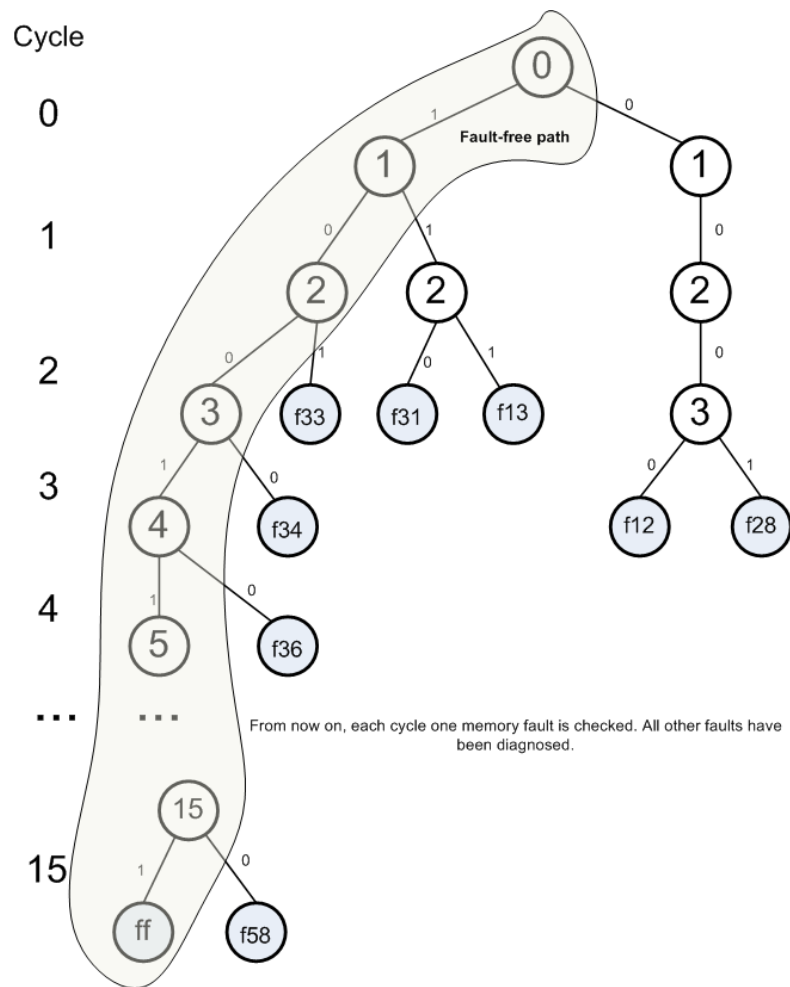 Cycle
0
0
1
0
Fault-free path
1
1
1
0
1
0
2
2
2
2
0
1
0
1
0
3
f33
f31
f13
3
3
1
0
0
1
4
f34
f12
f28
4
1
0
5
f36
...
...
From now on, each cycle one memory fault is checked. All other faults have
been diagnosed.
15
15
1
0
ff
f58